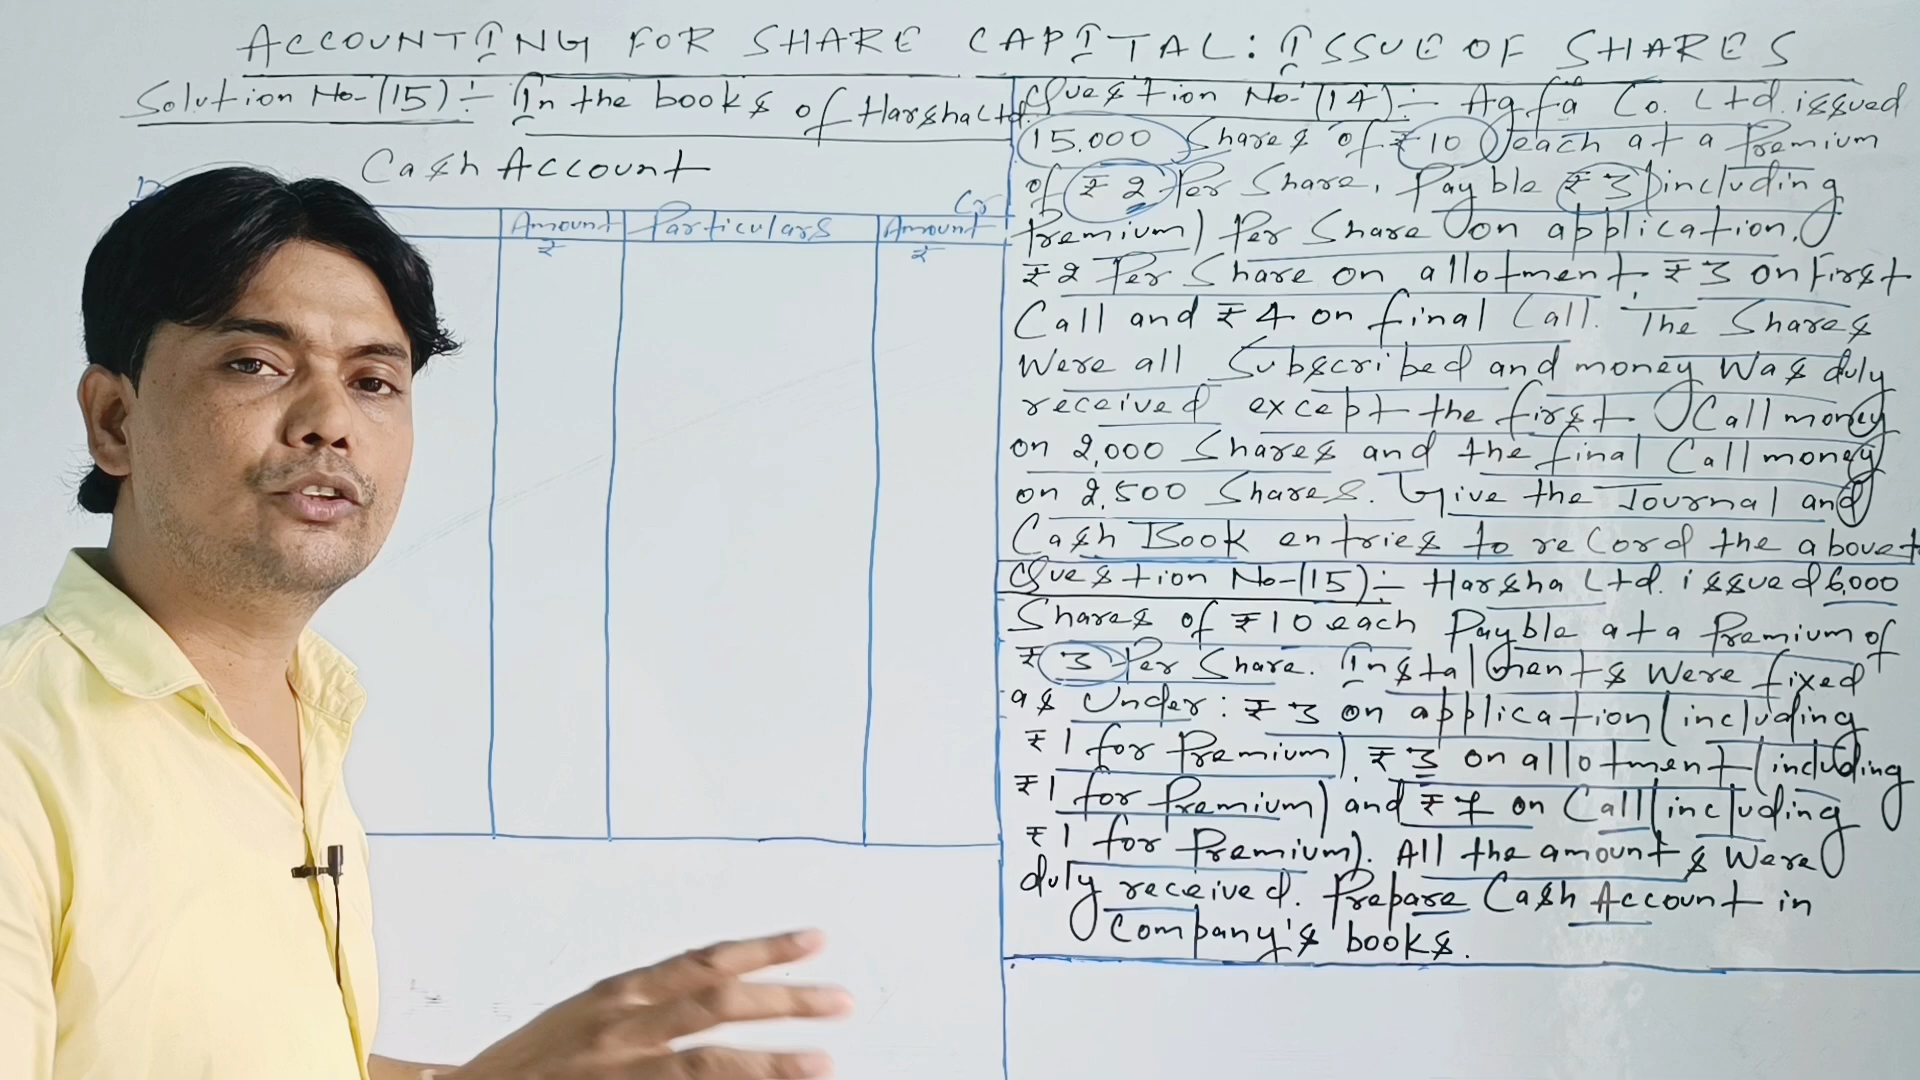 ACCOUNTING FOR SHARE CAPITAL: ISSUE OF SHARES
Solution No-(15):- In the books of Harsha Ltd.
Cash Account
Dr
Cr
Amount Particulars Amount
₹ ₹
Question No-(14):- Agfa Co. Ltd. issued
15,000 Shares of ₹10 each at a Premium
of ₹2 Per Share, Payble ₹3 (including
Premium) Per Share on application,
₹2 Per Share on allotment, ₹3 on First
Call and ₹4 on final Call. The Shares
Were all Subscribed and money Was duly
received except the first Call money
on 2,000 Shares and the final Call money
on 2,500 Shares. Give the Journal and
Cash Book entries to record the above
Question No-(15):- Harsha Ltd. issued 6,000
Shares of ₹10 each Payble at a Premium of
₹3 Per Share. Instalments Were fixed
as Under: ₹3 on application (including
₹1 for Premium), ₹3 on allotment (including
₹1 for Premium) and ₹7 on Call (including
₹1 for Premium). All the amounts Were
duly received. Prepare Cash Account in
Company's books.